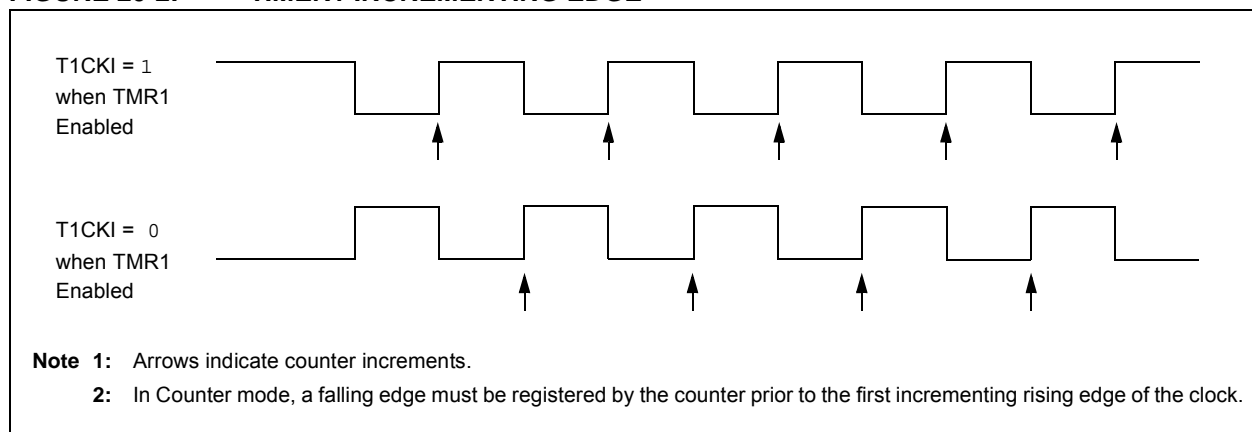 T1CKI = 1
when TMR1
Enabled
T1CKI = 0
when TMR1
Enabled
Note 1: Arrows indicate counter increments.
2: In Counter mode, a falling edge must be registered by the counter prior to the first incrementing rising edge of the clock.